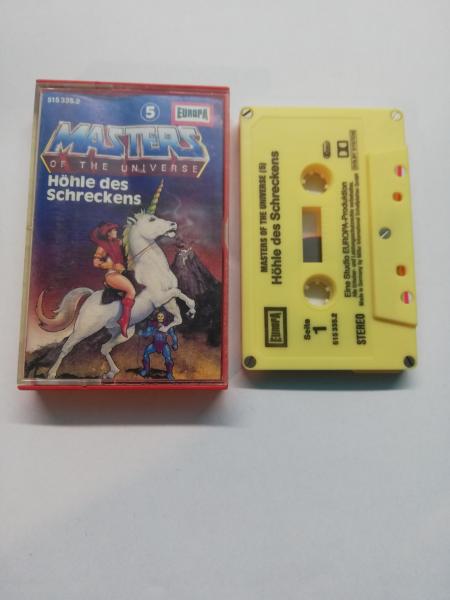 515 335.2
5
EUROPA
MASTERS
OF THE UNIVERSE
Höhle des
Schreckens
MASTERS OF THE UNIVERSE (5)
Höhle des Schreckens
EUROPA
Seite
1
Eine Studio EUROPA-Produktion
515 335.2
STEREO